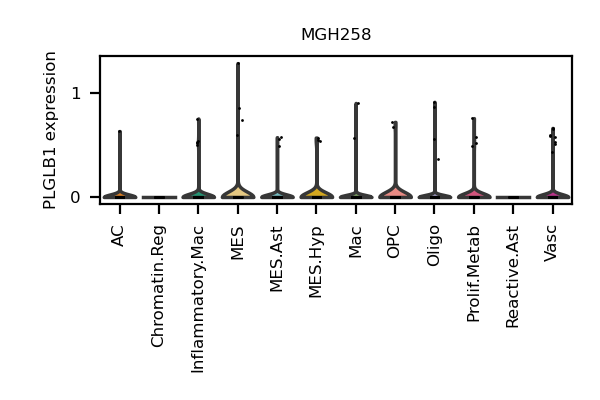 MGH258
PLGLB1 expression
1
0
AC
Chromatin.Reg
Inflammatory.Mac
MES
MES.Ast
MES.Hyp
Mac
OPC
Oligo
Prolif.Metab
Reactive.Ast
Vasc